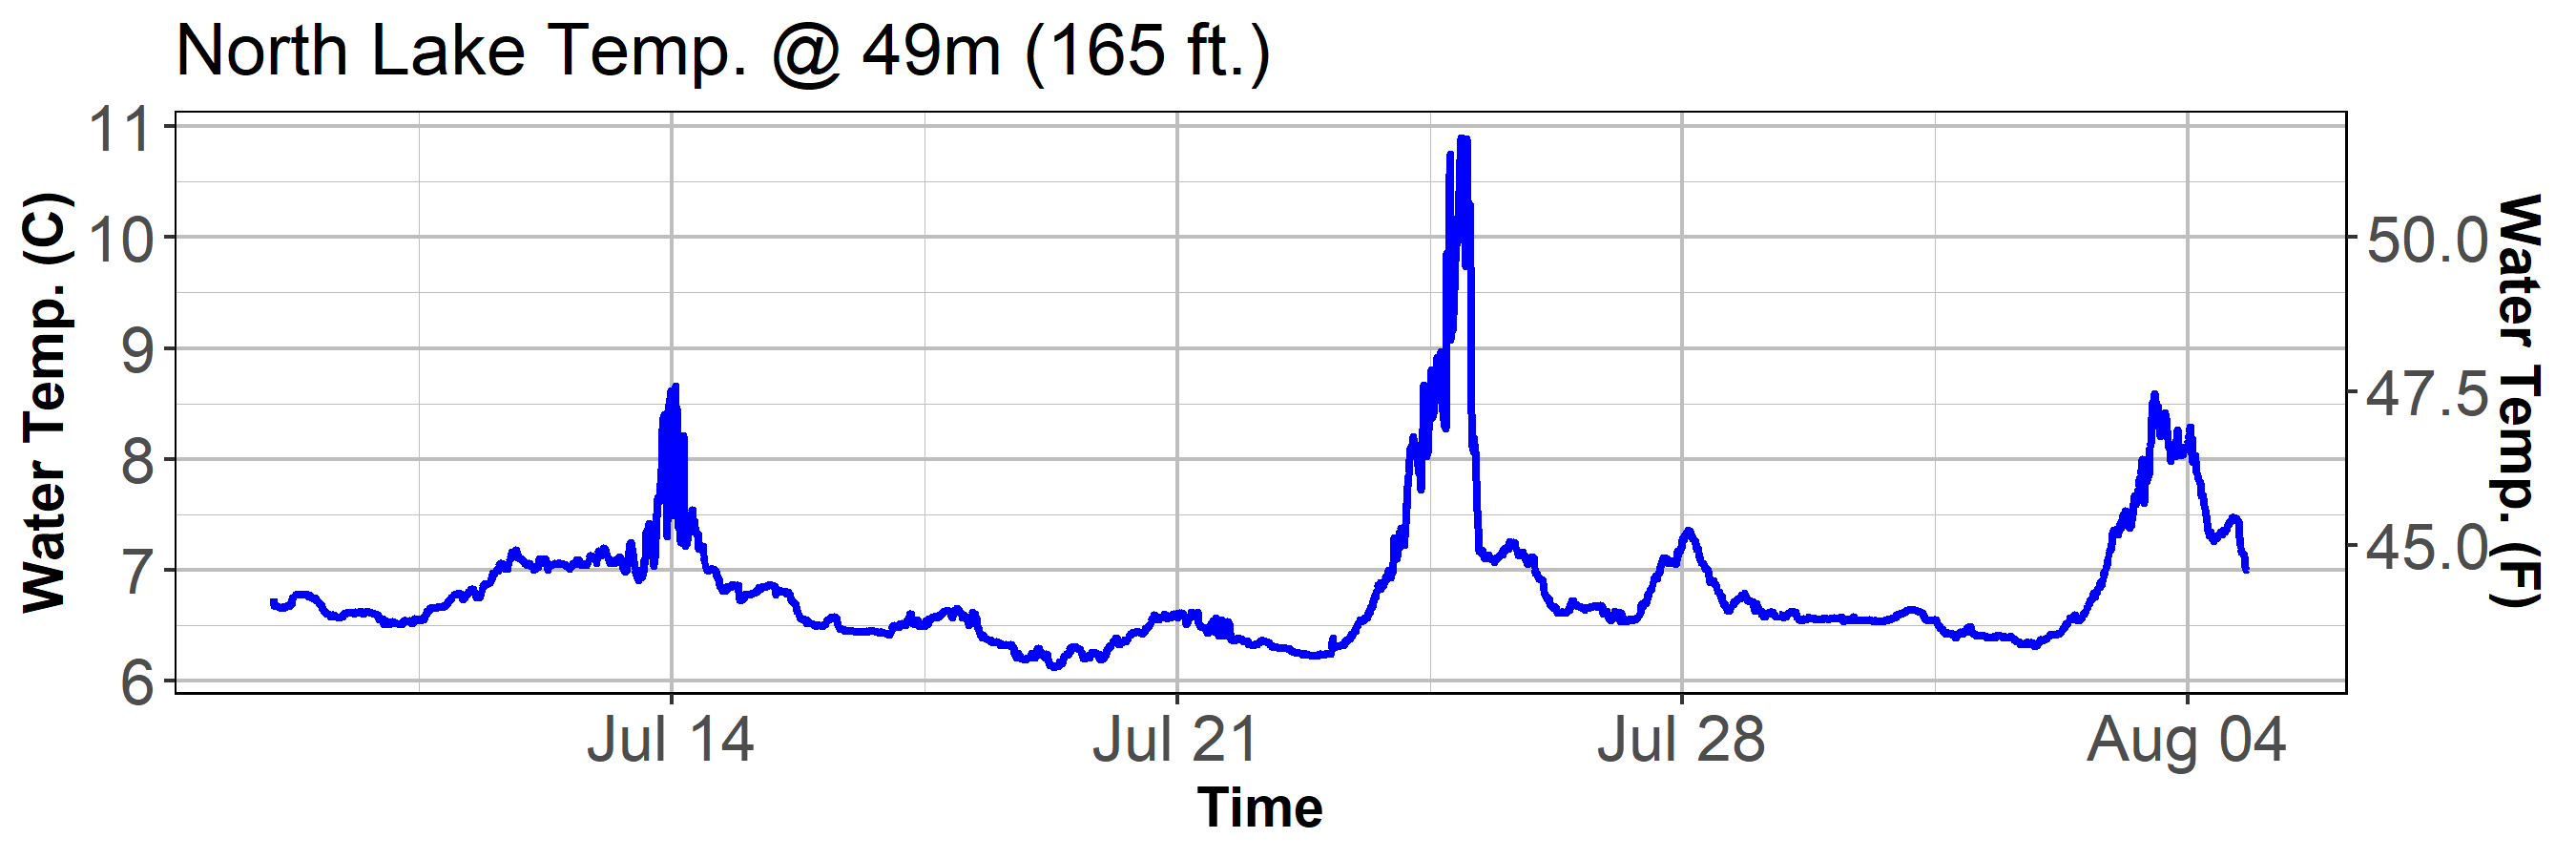 North Lake Temp. @ 49m (165 ft.)
Water Temp. (C)
11
10
9
8
7
6
50.0
47.5
45.0
Water Temp. (F)
Jul 14
Jul 21
Jul 28
Aug 04
Time